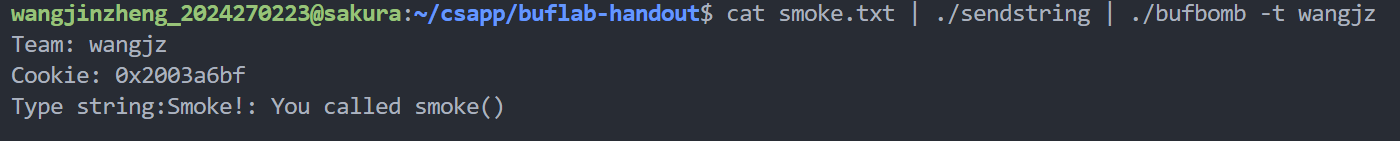 wangjinzheng_2024270223@sakura:~/csapp/buflab-handout$ cat smoke.txt | ./sendstring | ./bufbomb -t wangjz
Team: wangjz
Cookie: 0x2003a6bf
Type string:Smoke!: You called smoke()